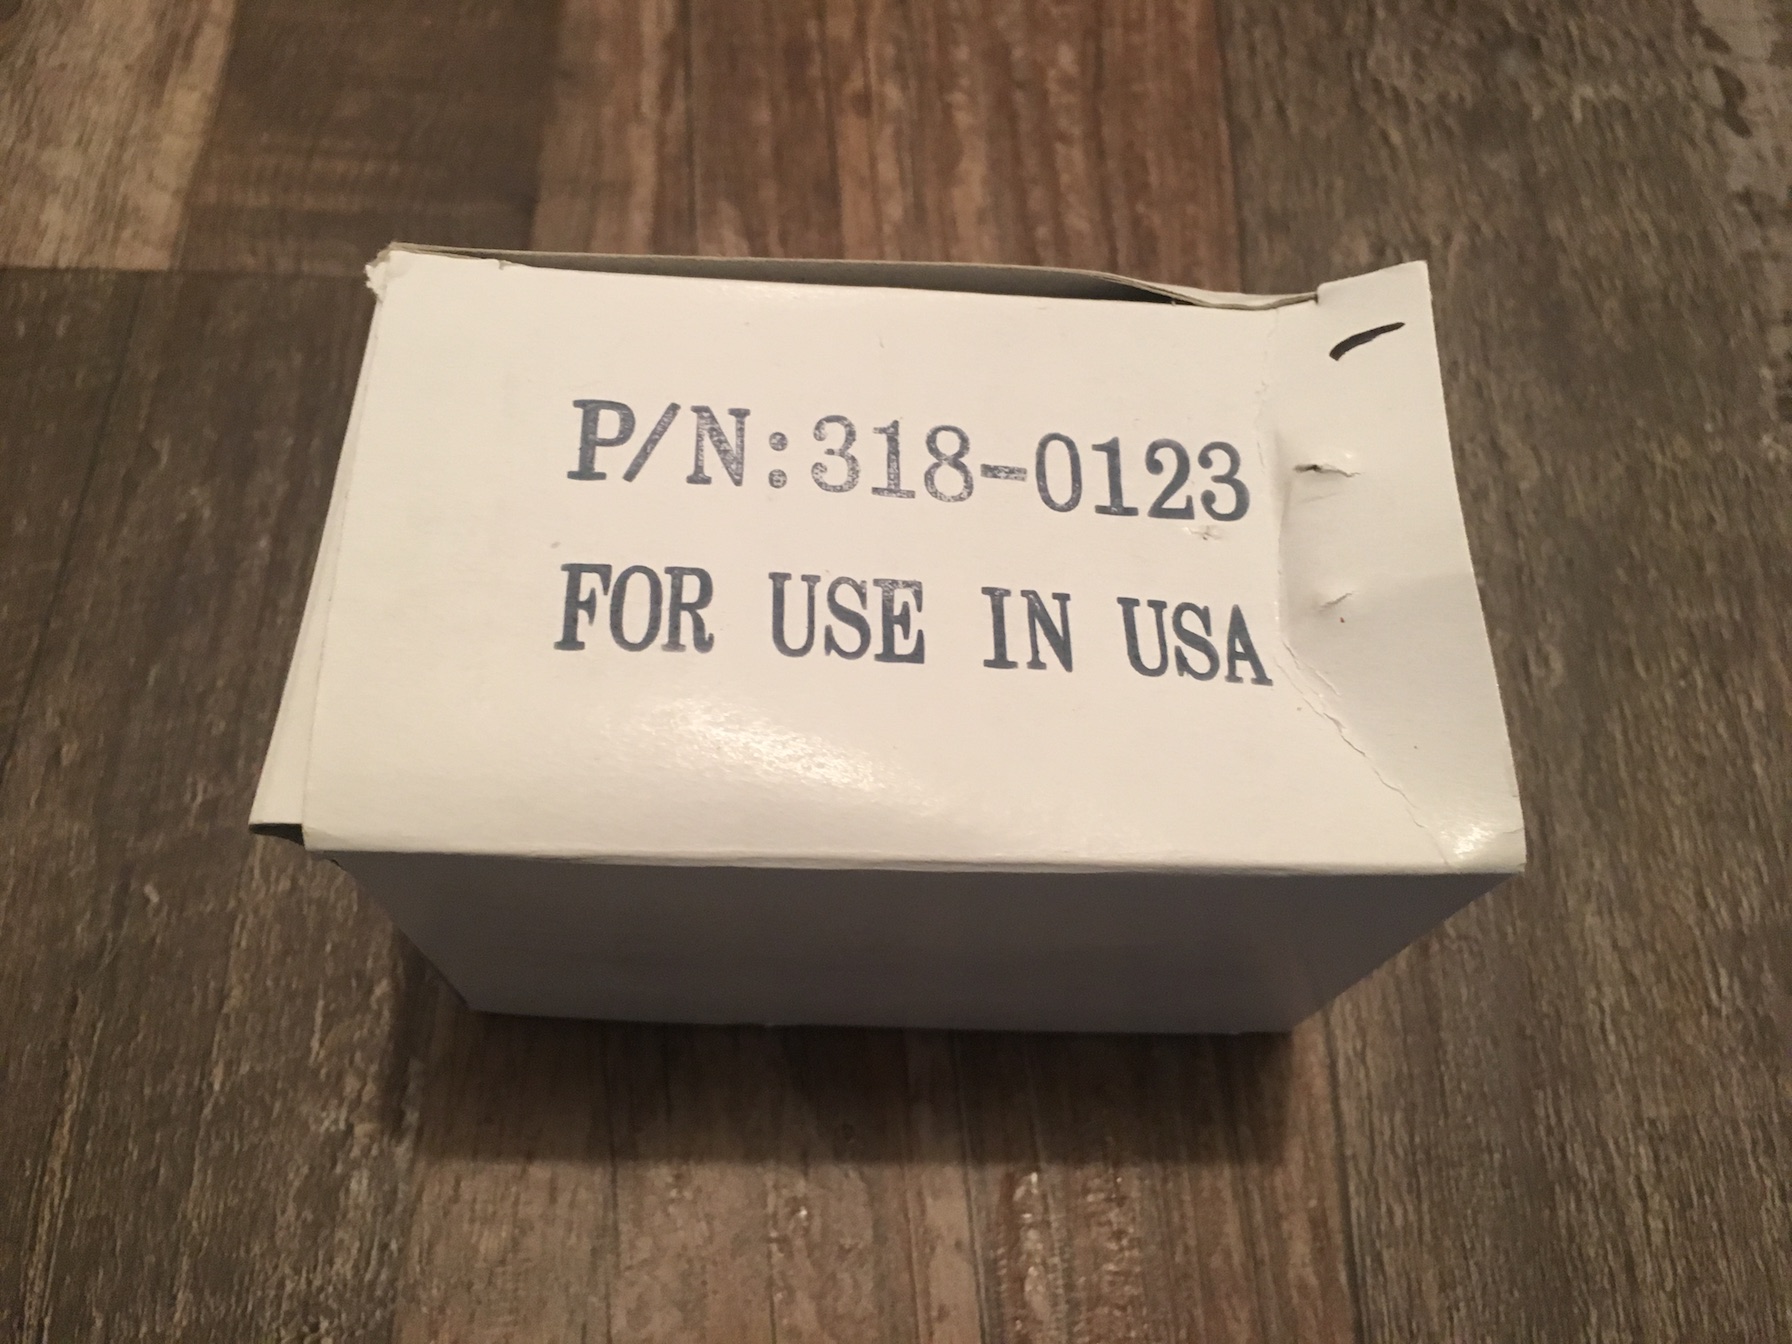 P/N:318-0123
FOR USE IN USA